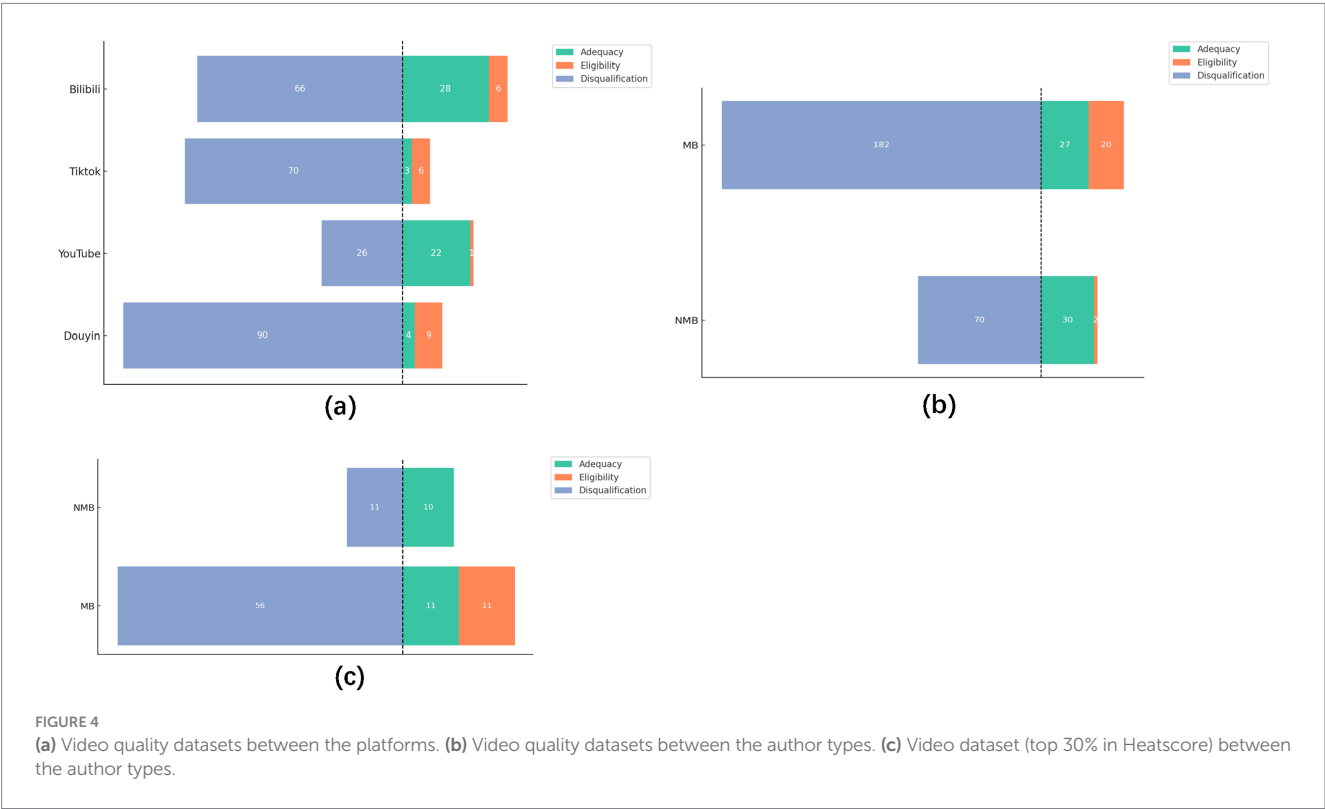 Adequacy
Eligibility
Disqualification
Bilibili
66
28
6
Tiktok
70
3
6
YouTube
26
22
1
Douyin
90
4
9
(a)
Adequacy
Eligibility
Disqualification
MB
182
27
20
NMB
70
30
2
(b)
Adequacy
Eligibility
Disqualification
NMB
11
10
MB
56
11
11
(c)
FIGURE 4
(a) Video quality datasets between the platforms. (b) Video quality datasets between the author types. (c) Video dataset (top 30% in Heatscore) between
the author types.